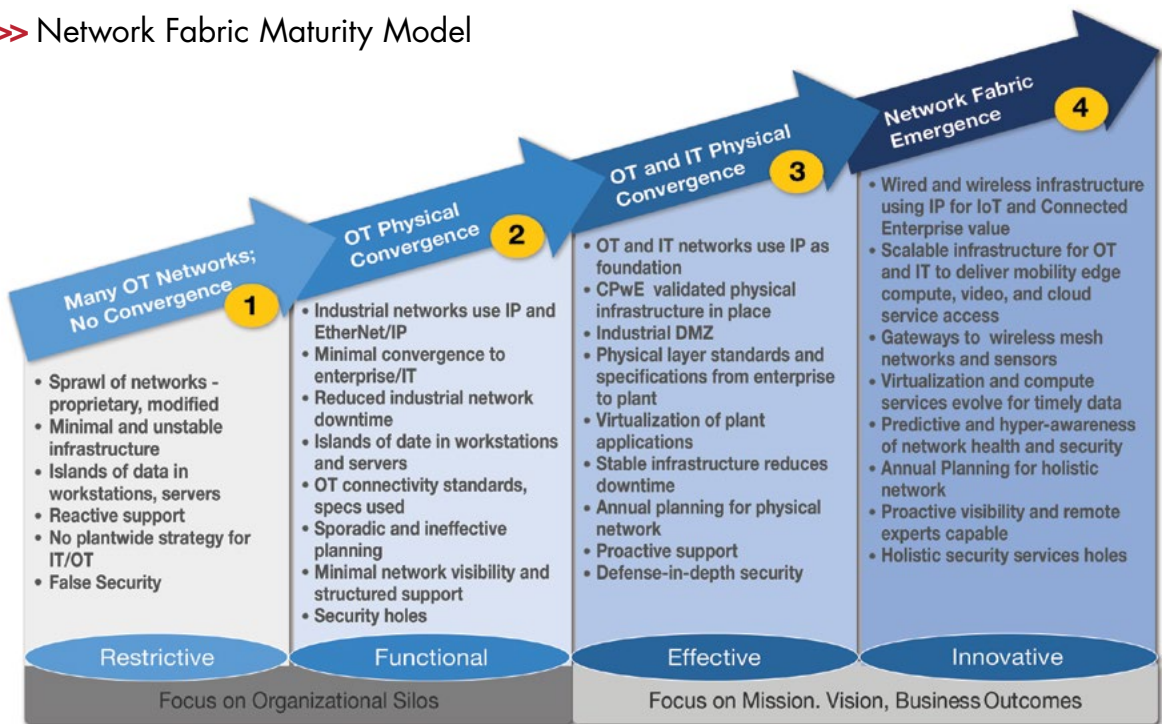 >> Network Fabric Maturity Model
Many OT Networks;
No Convergence
1
• Sprawl of networks -
proprietary, modified
• Minimal and unstable
infrastructure
• Islands of data in
workstations, servers
• Reactive support
• No plantwide strategy for
IT/OT
• False Security
Restrictive
OT Physical
Convergence
2
• Industrial networks use IP and
EtherNet/IP
• Minimal convergence to
enterprise/IT
• Reduced industrial network
downtime
• Islands of date in workstations
and servers
• OT connectivity standards,
specs used
• Sporadic and ineffective
planning
• Minimal network visibility and
structured support
• Security holes
Functional
OT and IT Physical
Convergence
3
• OT and IT networks use IP as
foundation
• CPwE validated physical
infrastructure in place
• Industrial DMZ
• Physical layer standards and
specifications from enterprise
to plant
• Virtualization of plant
applications
• Stable infrastructure reduces
downtime
• Annual planning for physical
network
• Proactive support
• Defense-in-depth security
Effective
Network Fabric
Emergence
4
• Wired and wireless infrastructure
using IP for IoT and Connected
Enterprise value
• Scalable infrastructure for OT
and IT to deliver mobility edge
compute, video, and cloud
service access
• Gateways to wireless mesh
networks and sensors
• Virtualization and compute
services evolve for timely data
• Predictive and hyper-awareness
of network health and security
• Annual Planning for holistic
network
• Proactive visibility and remote
experts capable
• Holistic security services holes
Innovative
Focus on Organizational Silos
Focus on Mission. Vision, Business Outcomes